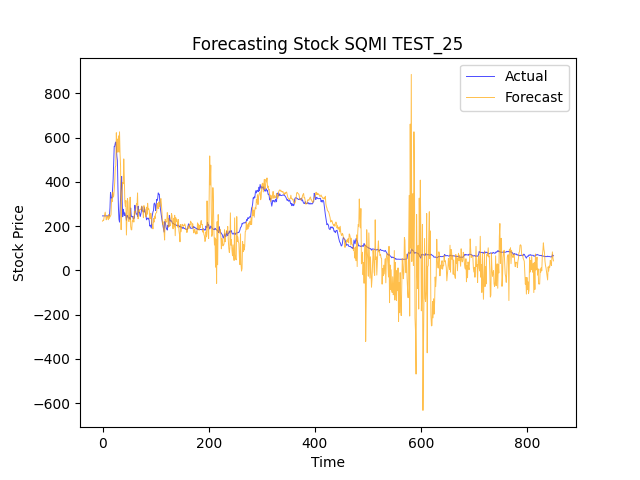 Forecasting Stock SQMI TEST_25
Actual
Forecast
800
600
400
200
0
−200
−400
−600
Stock Price
0 200 400 600 800
Time